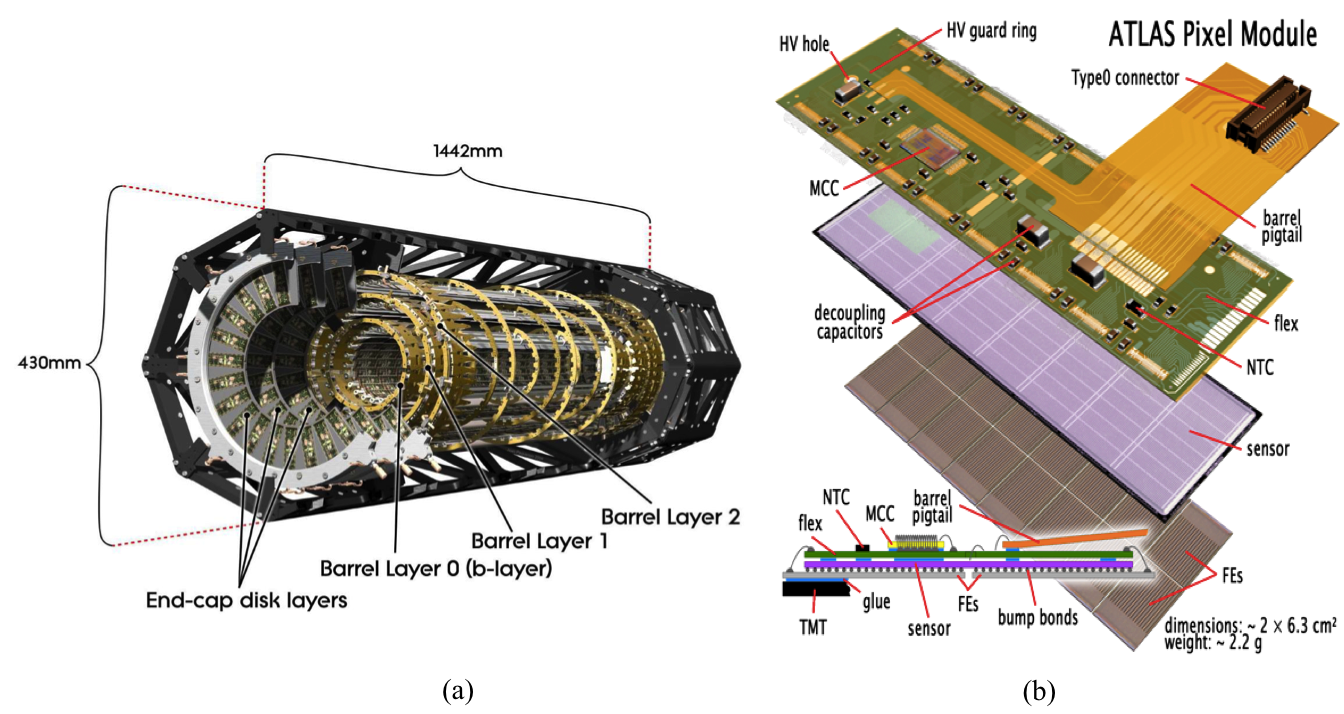 1442mm
430mm
Barrel Layer 2
Barrel Layer 1
Barrel Layer 0 (b-layer)
End-cap disk layers
(a)
ATLAS Pixel Module
HV guard ring
HV hole
Type0 connector
MCC
barrel
pigtail
decoupling
capacitors
flex
NTC
sensor
barrel
pigtail
NTC
MCC
flex
FEs
glue
FEs
bump bonds
TMT
sensor
dimensions: ~ 2 × 6.3 cm²
weight: ~ 2.2 g
(b)